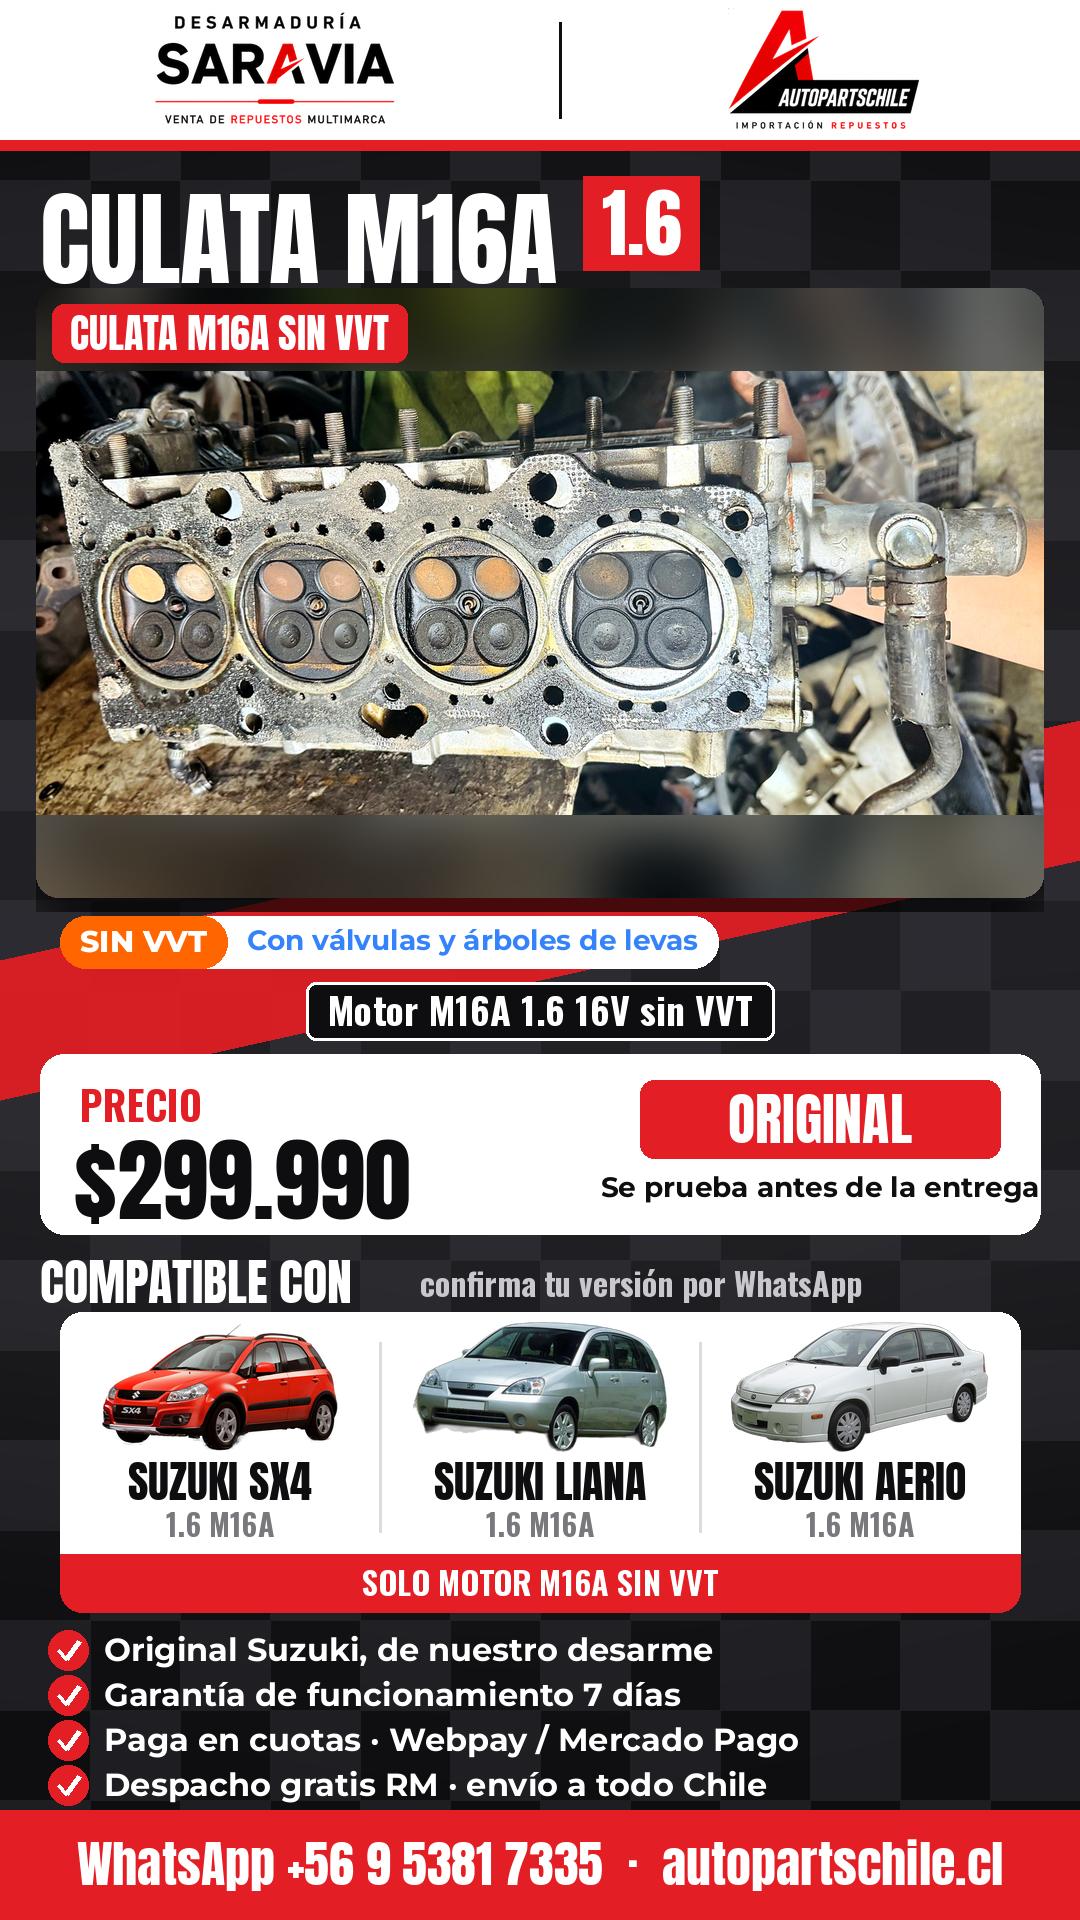 DESARMADURÍA
SARAVIA
VENTA DE REPUESTOS MULTIMARCA
AUTOPARTSCHILE
IMPORTACIÓN REPUESTOS
CULATA M16A 1.6
CULATA M16A SIN VVT
SIN VVT Con válvulas y árboles de levas
Motor M16A 1.6 16V sin VVT
PRECIO
$299.990
ORIGINAL
Se prueba antes de la entrega
COMPATIBLE CON confirma tu versión por WhatsApp
SX4
SUZUKI SX4
1.6 M16A
SUZUKI LIANA
1.6 M16A
SUZUKI AERIO
1.6 M16A
SOLO MOTOR M16A SIN VVT
Original Suzuki, de nuestro desarme
Garantía de funcionamiento 7 días
Paga en cuotas · Webpay / Mercado Pago
Despacho gratis RM · envío a todo Chile
WhatsApp +56 9 5381 7335 · autopartschile.cl